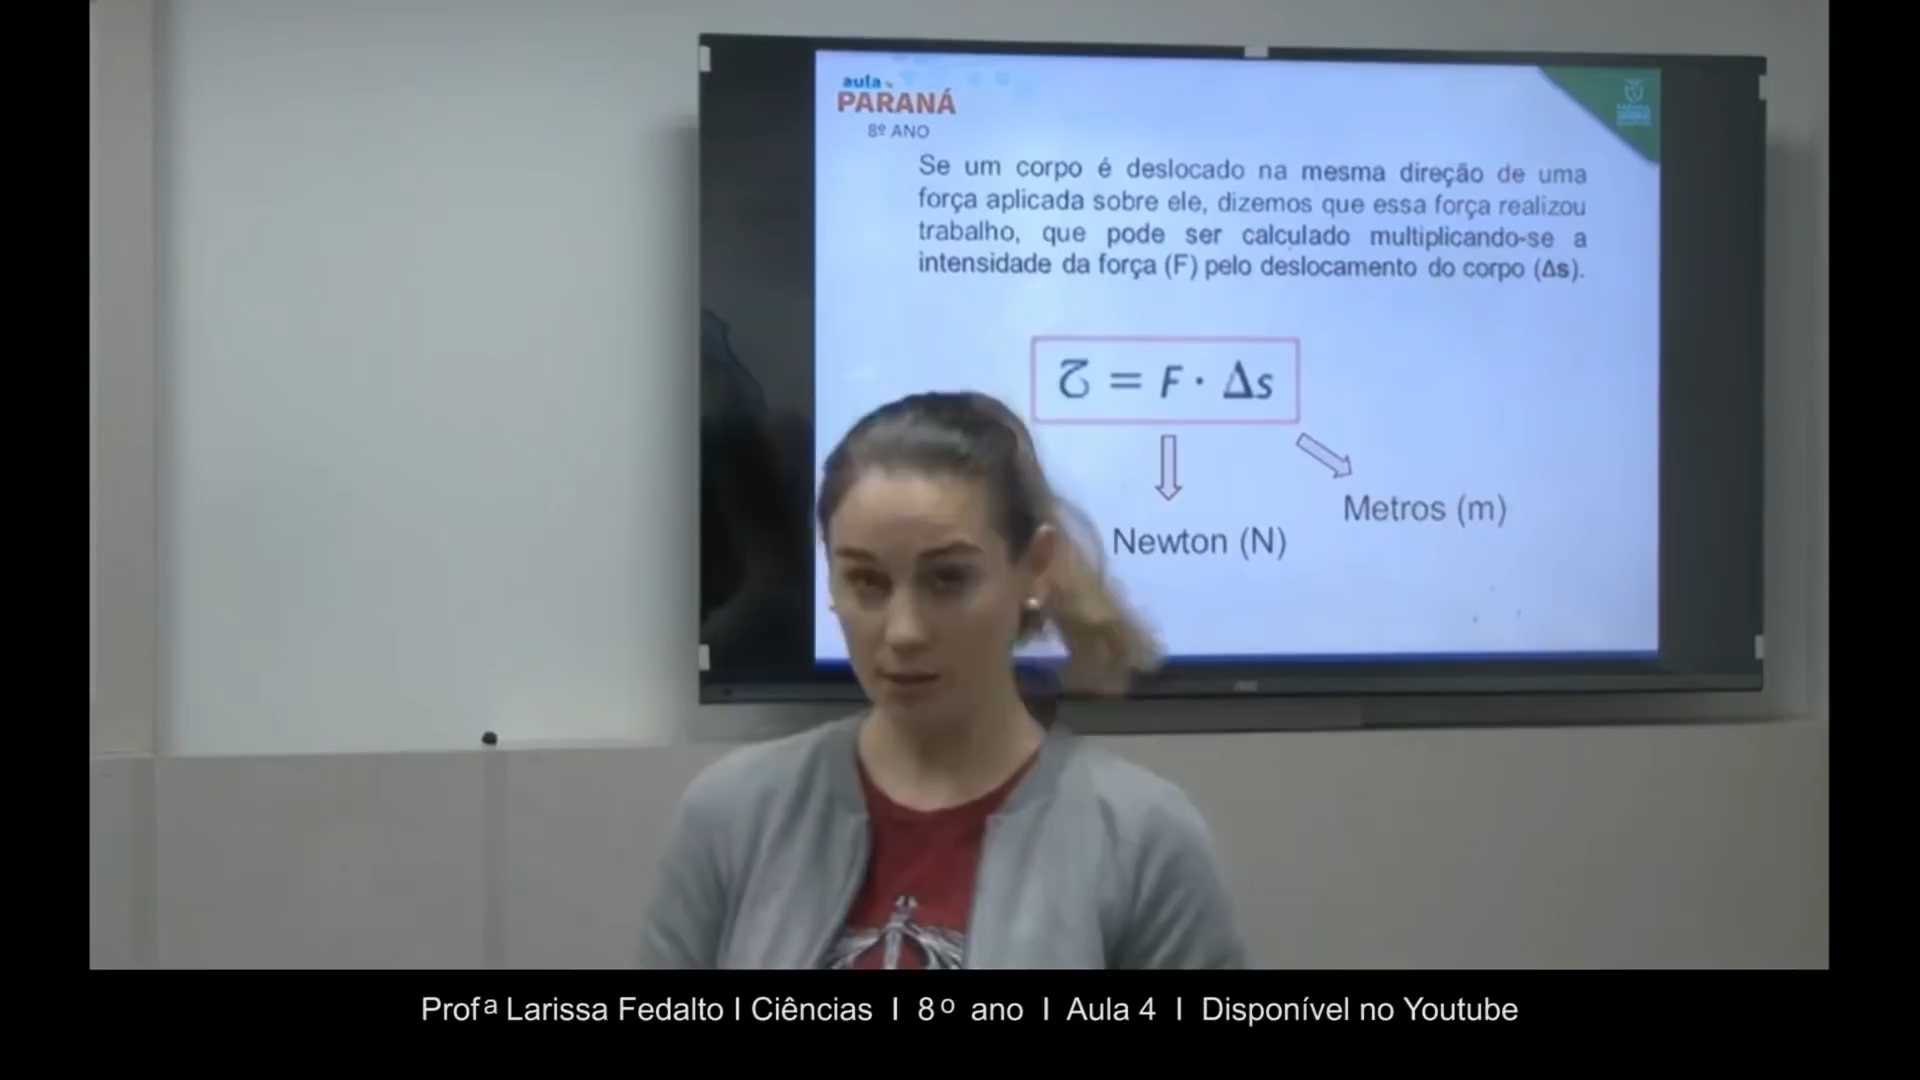 aula
PARANÁ
8º ANO
Se um corpo é deslocado na mesma direção de uma
força aplicada sobre ele, dizemos que essa força realizou
trabalho, que pode ser calculado multiplicando-se a
intensidade da força (F) pelo deslocamento do corpo (Δs).
τ = F · Δs
Metros (m)
Newton (N)
Profª Larissa Fedalto I Ciências I 8º ano I Aula 4 I Disponível no Youtube